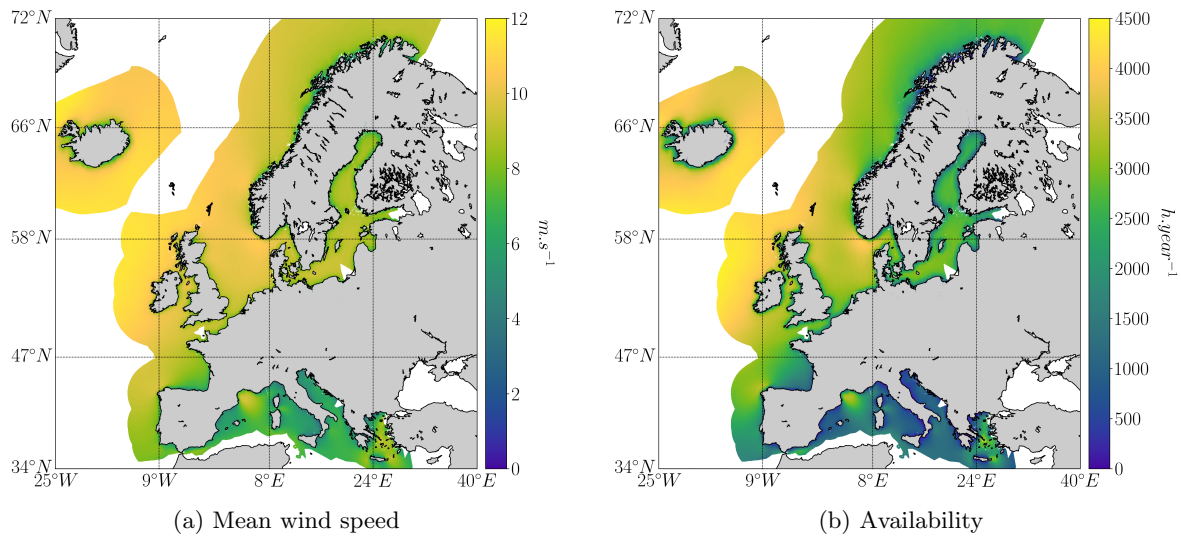 72°N
66°N
58°N
47°N
34°N
25°W
9°W
8°E
24°E
40°E
12
10
8
6
4
2
0
m.s⁻¹
(a) Mean wind speed
72°N
66°N
58°N
47°N
34°N
25°W
9°W
8°E
24°E
40°E
4500
4000
3500
3000
2500
2000
1500
1000
500
0
h.year⁻¹
(b) Availability